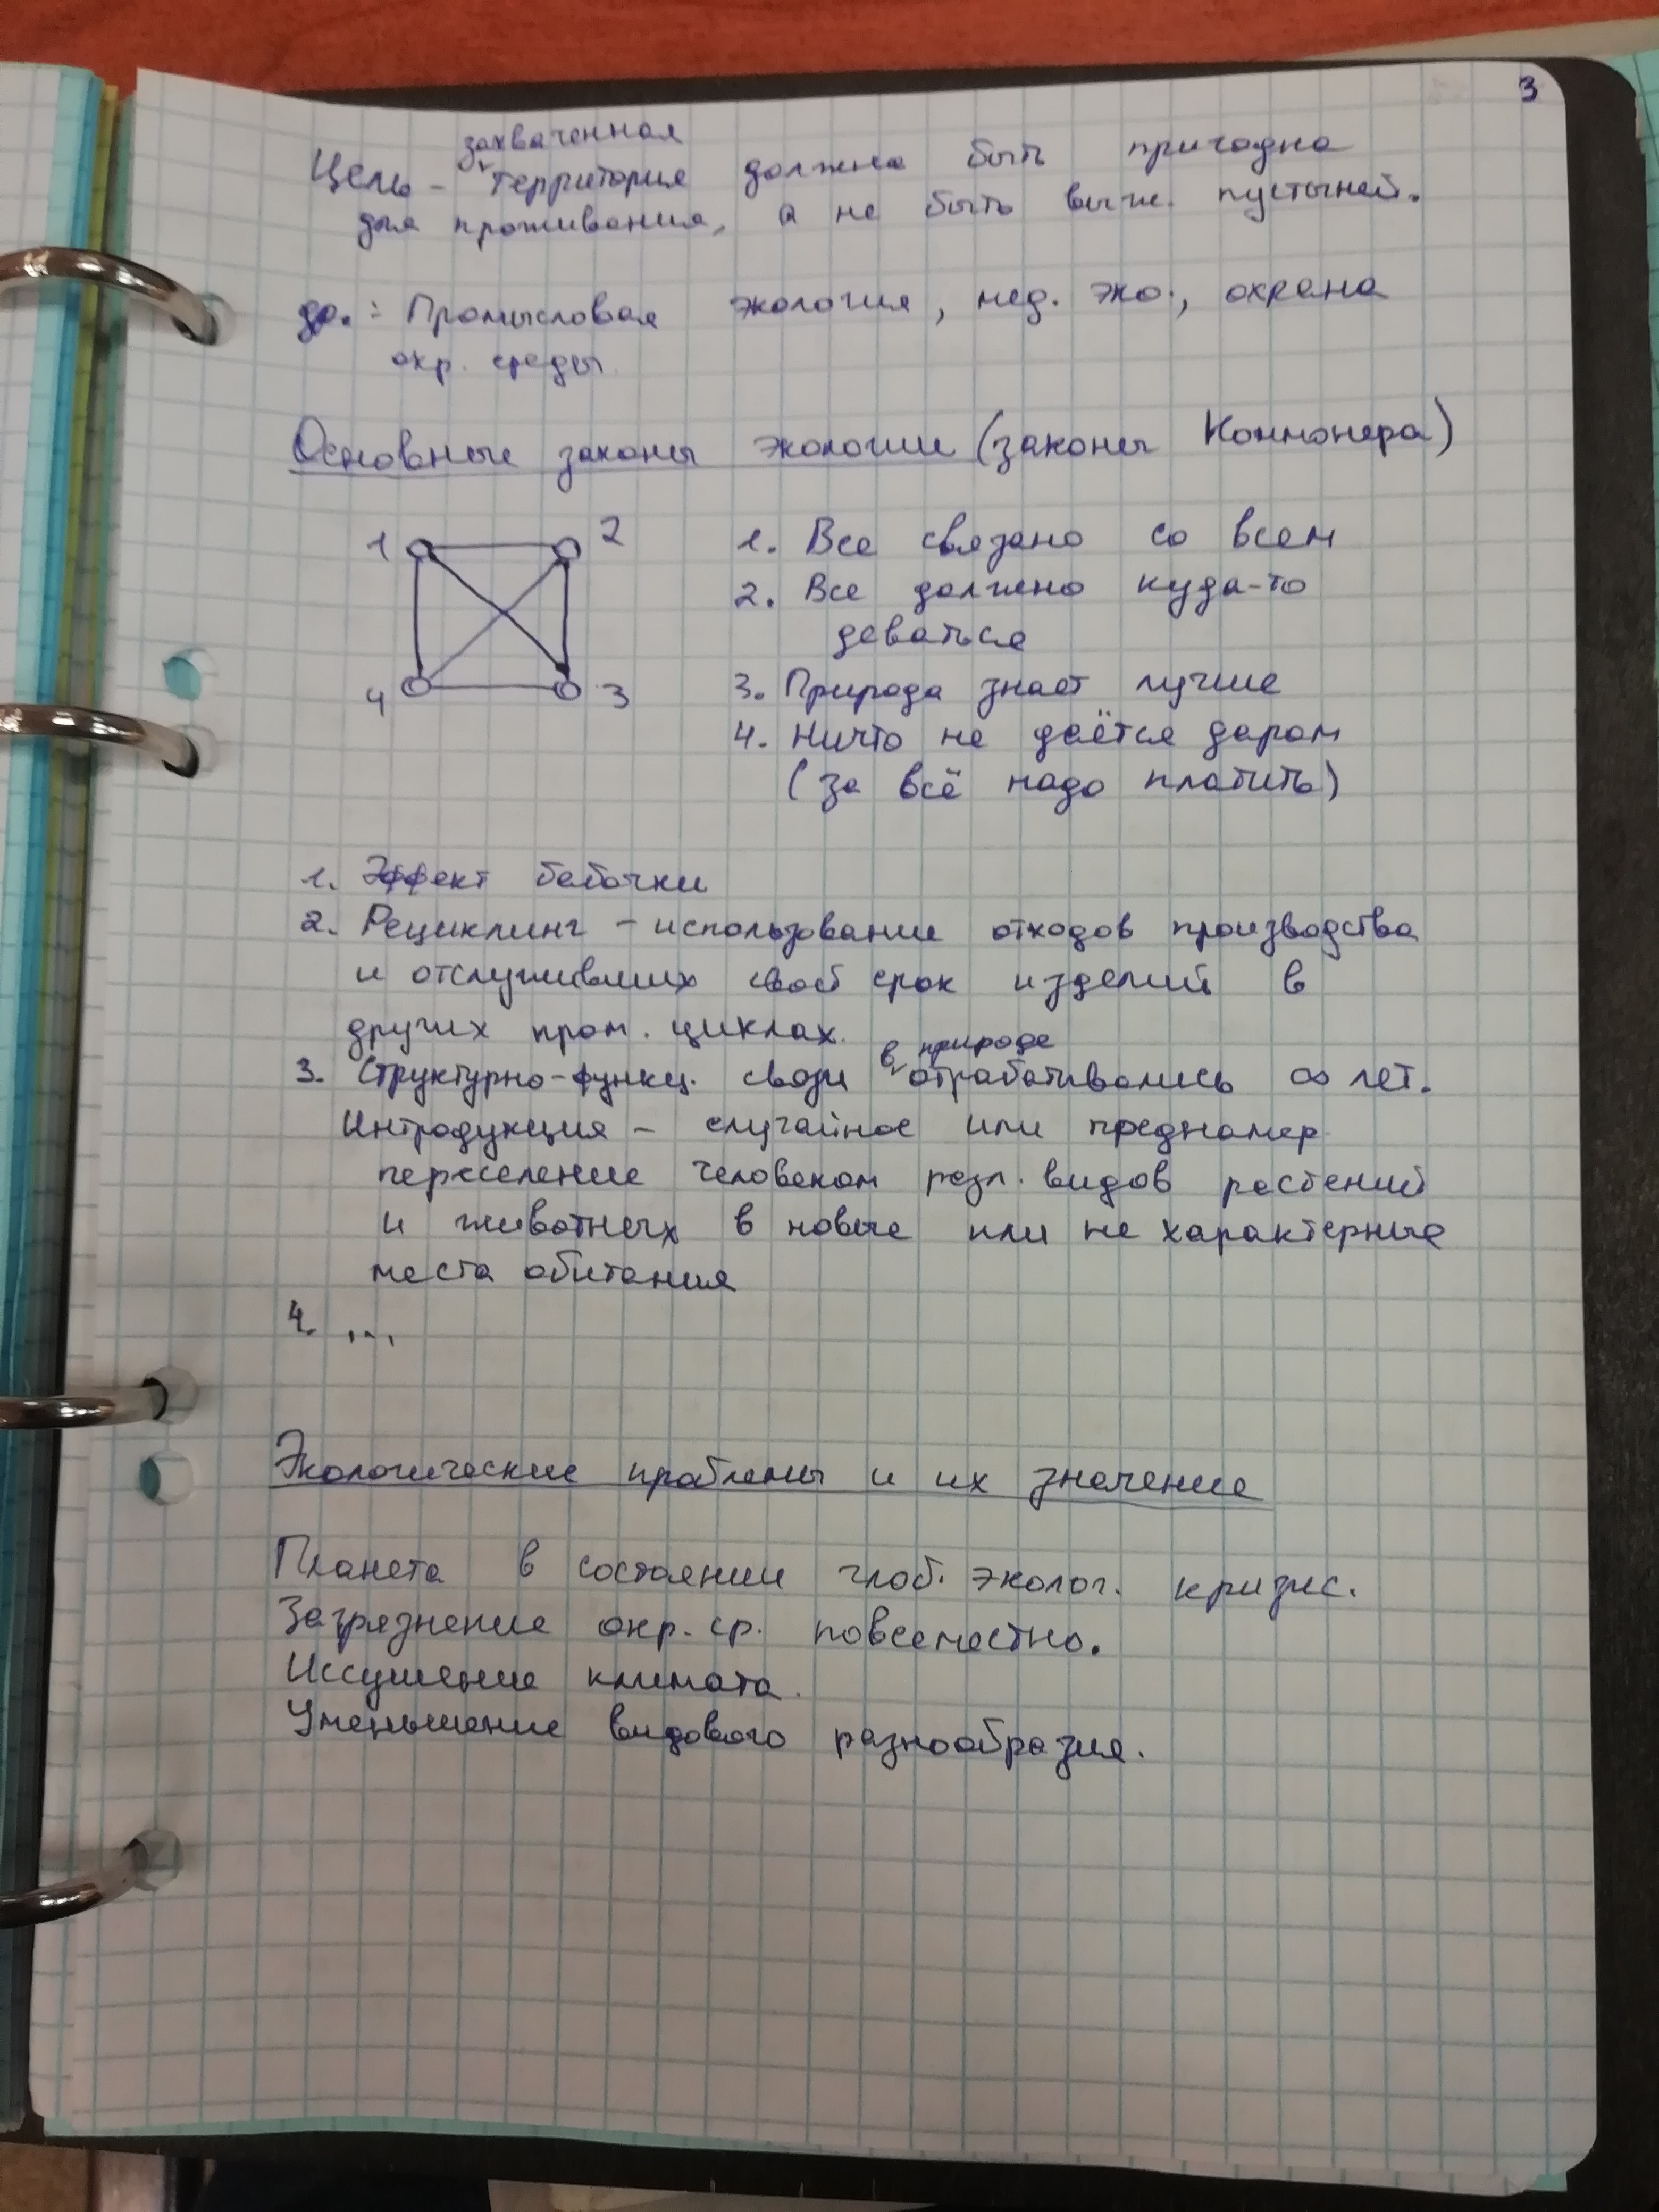 3
захваченная
Цель - территория должна быть пригодна
для проживания, а не быть выж. пустыней.
др.: Промысловая экология, мед. эко., охрана
окр. среды
Основные законы экологии (законы Коммонера)
1 2
4 3
1. Все связано со всем
2. Все должно куда-то
деваться
3. Природа знает лучше
4. Ничто не даётся даром
(за всё надо платить)
1. Эффект бабочки
2. Рециклинг - использование отходов производства
и отслуживших свой срок изделий в
других пром. циклах.
в природе
3. Структурно-функц. связи отрабатывались ∞ лет.
Интродукция - случайное или преднамер.
переселение человеком разл. видов растений
и животных в новые или не характерные
места обитания
4. ...
Экологические проблемы и их значение
Планета в состоянии глоб. эколог. кризис.
Загрязнение окр. ср. повсеместно.
Иссушение климата.
Уменьшение видового разнообразия.